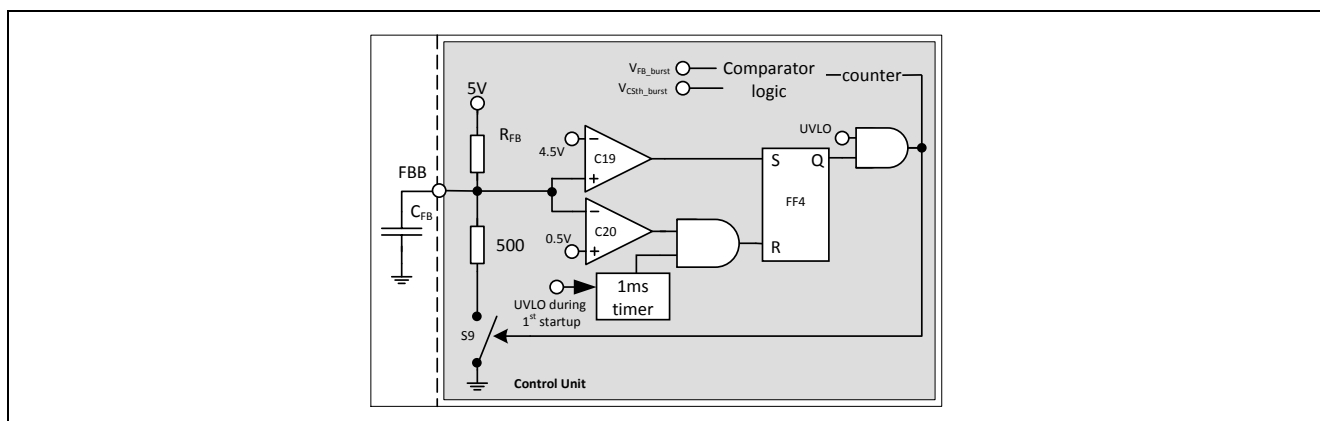 V_FB_burst
Comparator logic
counter
V_CSth_burst
5V
UVLO
R_FB
4.5V
C19
S Q
FBB
FF4
C_FB
500
0.5V
C20
R
1ms timer
UVLO during 1st startup
S9
Control Unit